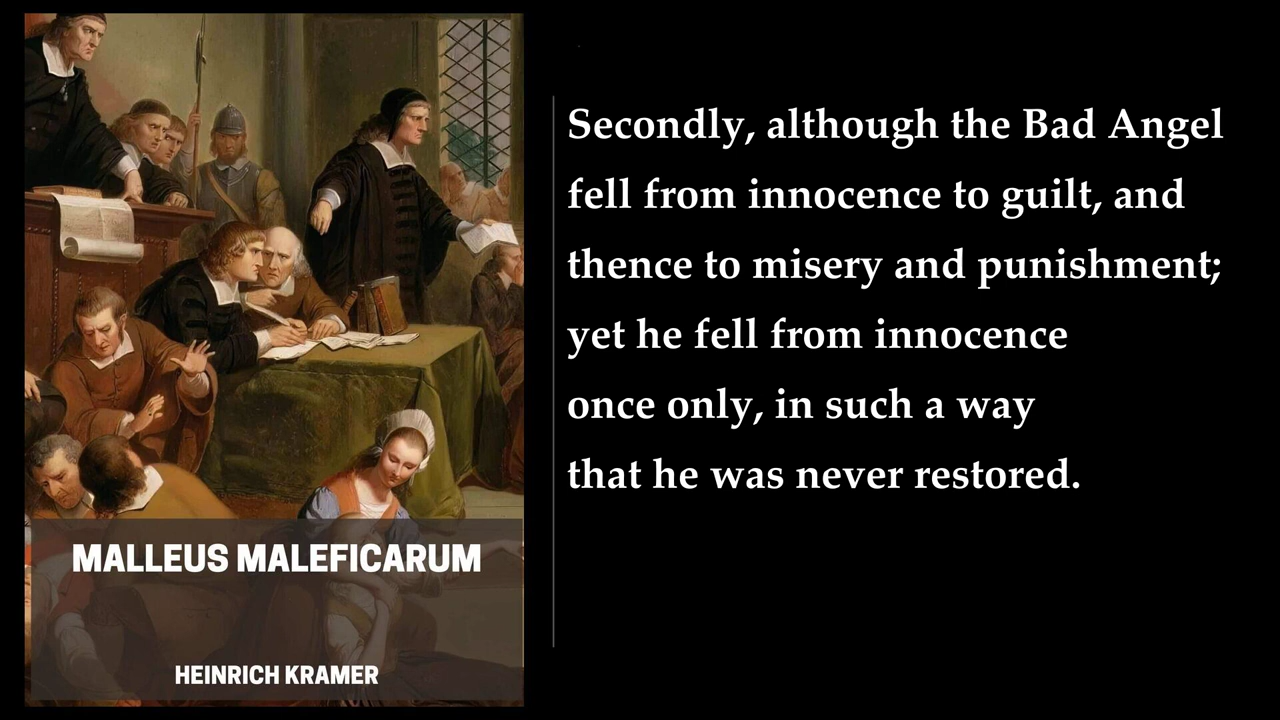 MALLEUS MALEFICARUM
HEINRICH KRAMER
Secondly, although the Bad Angel
fell from innocence to guilt, and
thence to misery and punishment;
yet he fell from innocence
once only, in such a way
that he was never restored.